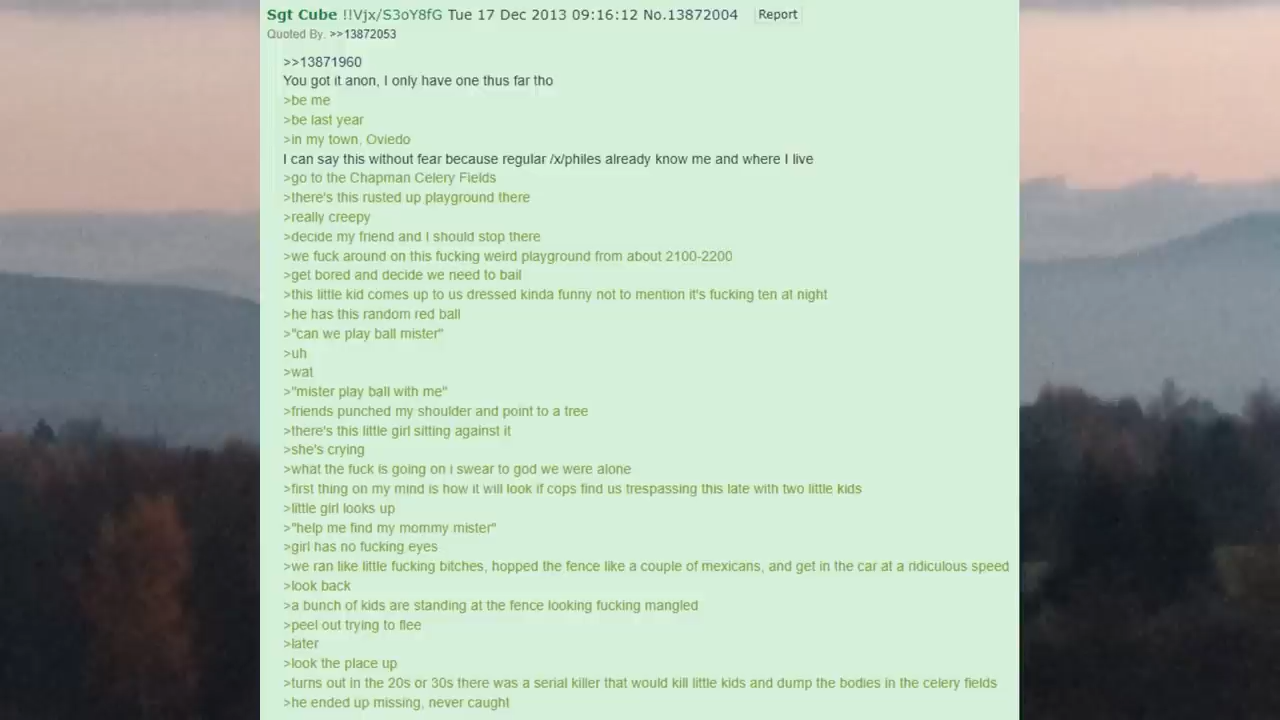 Sgt Cube !!Vjx/S3oY8fG Tue 17 Dec 2013 09:16:12 No.13872004 Report
Quoted By: >>13872053
>>13871960
You got it anon, I only have one thus far tho
>be me
>be last year
>in my town, Oviedo
I can say this without fear because regular /x/philes already know me and where I live
>go to the Chapman Celery Fields
>there's this rusted up playground there
>really creepy
>decide my friend and I should stop there
>we fuck around on this fucking weird playground from about 2100-2200
>get bored and decide we need to bail
>this little kid comes up to us dressed kinda funny not to mention it's fucking ten at night
>he has this random red ball
>"can we play ball mister"
>uh
>wat
>"mister play ball with me"
>friends punched my shoulder and point to a tree
>there's this little girl sitting against it
>she's crying
>what the fuck is going on i swear to god we were alone
>first thing on my mind is how it will look if cops find us trespassing this late with two little kids
>little girl looks up
>"help me find my mommy mister"
>girl has no fucking eyes
>we ran like little fucking bitches, hopped the fence like a couple of mexicans, and get in the car at a ridiculous speed
>look back
>a bunch of kids are standing at the fence looking fucking mangled
>peel out trying to flee
>later
>look the place up
>turns out in the 20s or 30s there was a serial killer that would kill little kids and dump the bodies in the celery fields
>he ended up missing, never caught